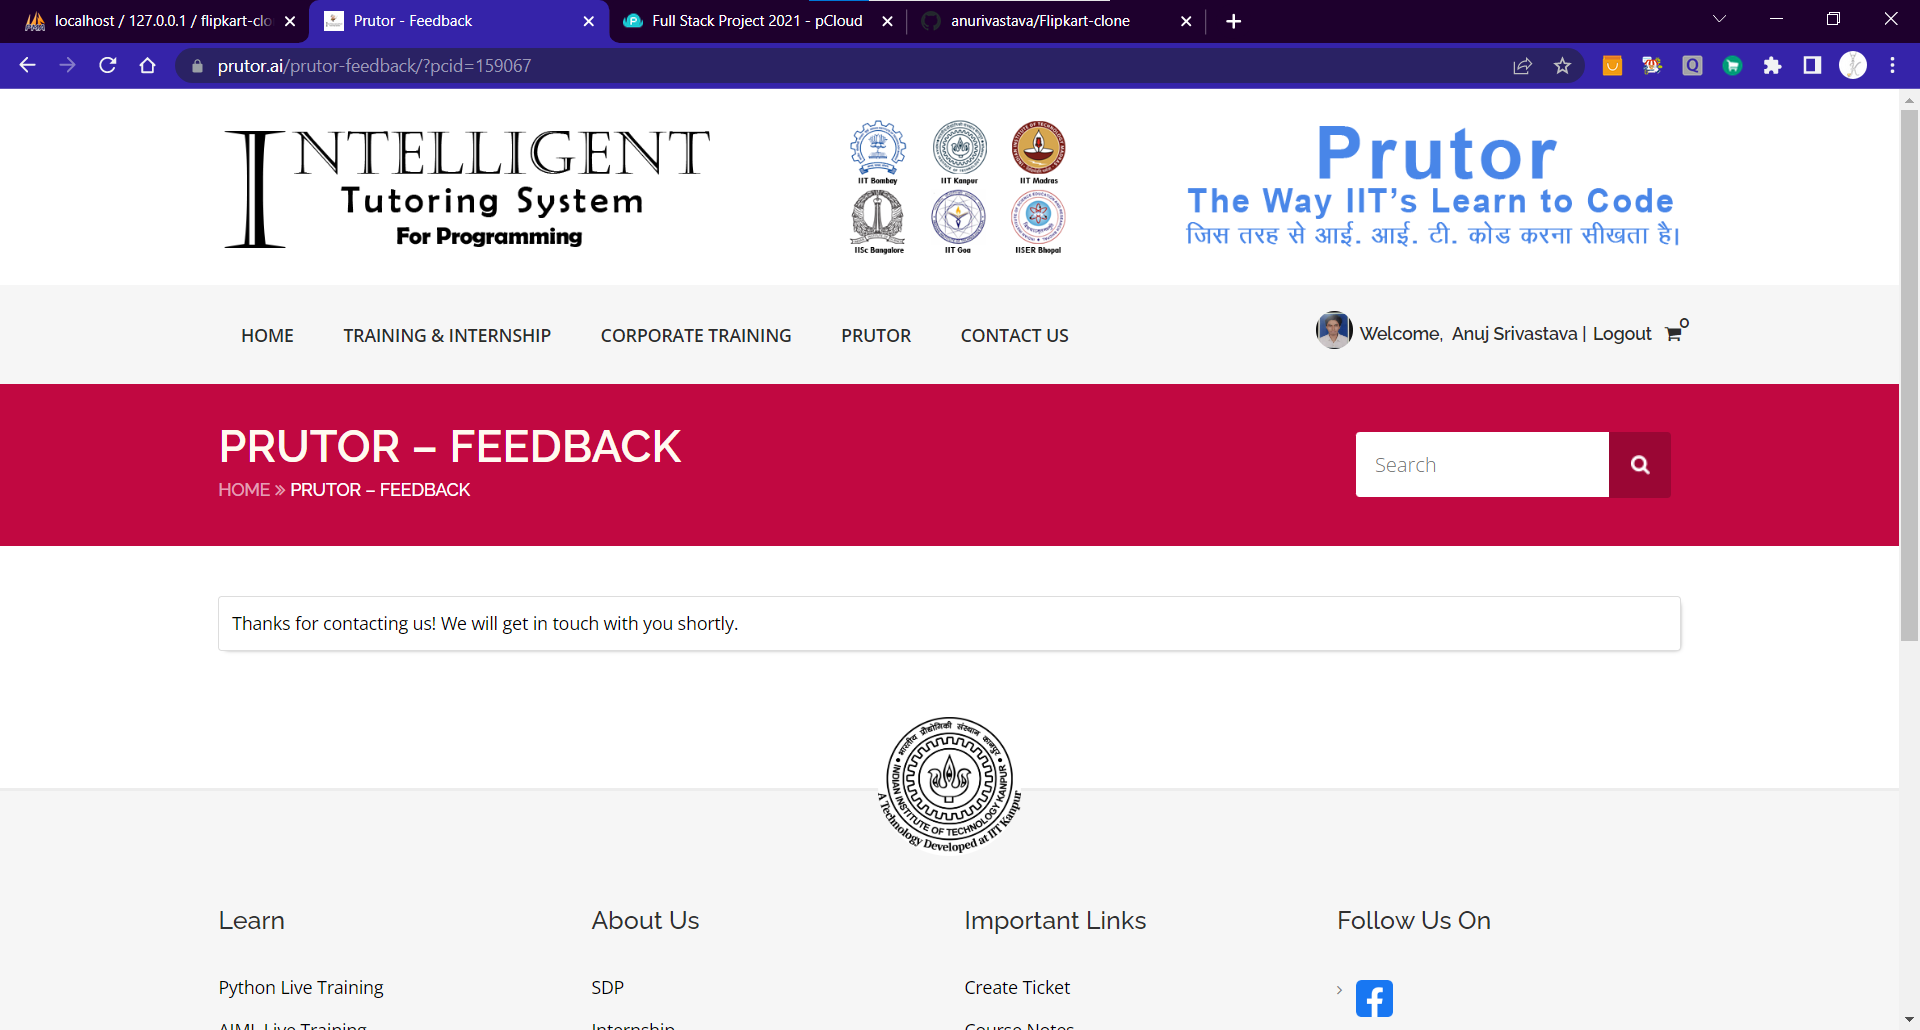 localhost / 127.0.0.1 / flipkart-clo
Prutor - Feedback
Full Stack Project 2021 - pCloud
anurivastava/Flipkart-clone
prutor.ai/prutor-feedback/?pcid=159067
INTELLIGENT
Tutoring System
For Programming
IIT Bombay
IIT Kanpur
IIT Madras
IISc Bangalore
IIT Goa
IISER Bhopal
Prutor
The Way IIT's Learn to Code
जिस तरह से आई. आई. टी. कोड करना सीखता है।
HOME
TRAINING & INTERNSHIP
CORPORATE TRAINING
PRUTOR
CONTACT US
Welcome, Anuj Srivastava | Logout
0
PRUTOR – FEEDBACK
HOME » PRUTOR – FEEDBACK
Search
Thanks for contacting us! We will get in touch with you shortly.
भारतीय प्रौद्योगिकी संस्थान कानपुर
INDIAN INSTITUTE OF TECHNOLOGY KANPUR
A Technology Developed at IIT Kanpur
Learn
About Us
Important Links
Follow Us On
Python Live Training
SDP
Create Ticket
AIML Live Training
Internship
Course Notes